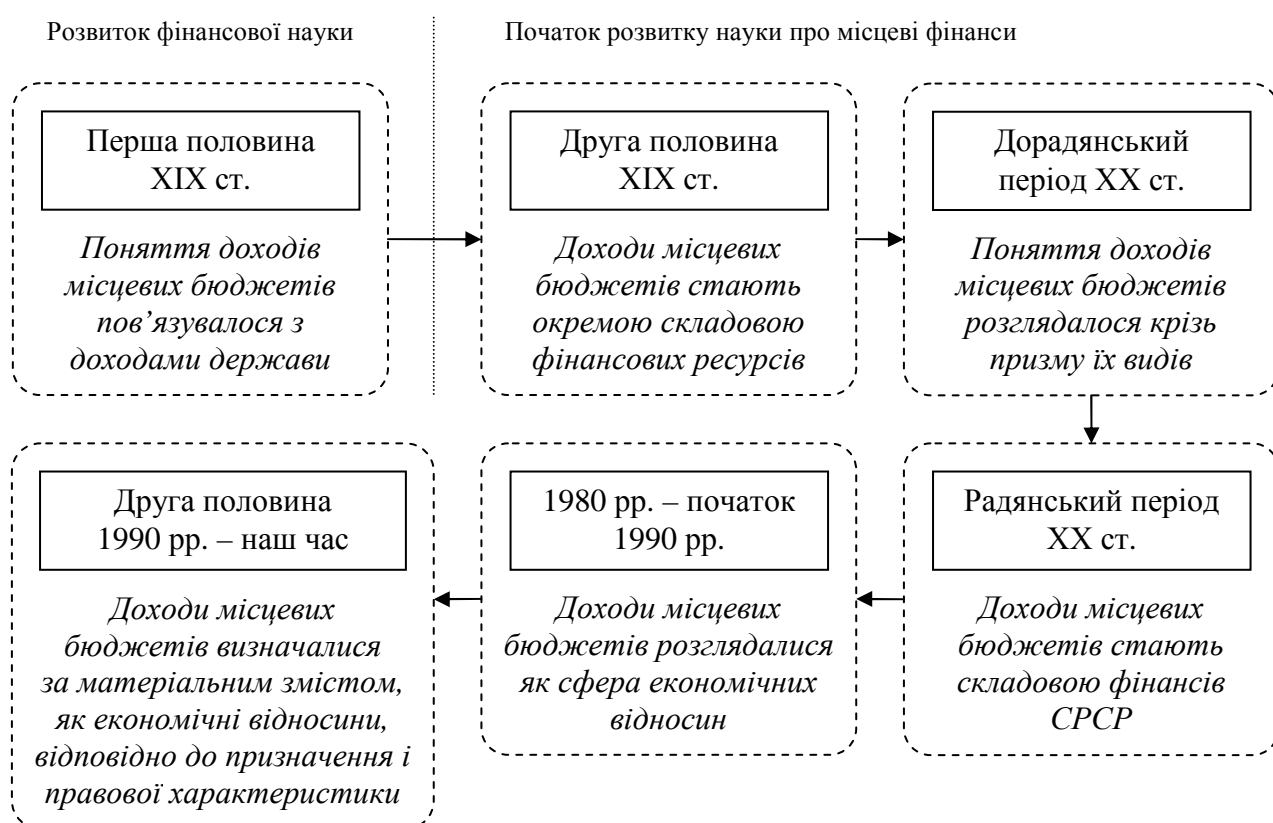 Розвиток фінансової науки
Початок розвитку науки про місцеві фінанси
Перша половина
XIX ст.
Поняття доходів
місцевих бюджетів
пов’язувалося з
доходами держави
Друга половина
XIX ст.
Доходи місцевих
бюджетів стають
окремою складовою
фінансових ресурсів
Дорадянський
період XX ст.
Поняття доходів
місцевих бюджетів
розглядалося крізь
призму їх видів
Радянський період
XX ст.
Доходи місцевих
бюджетів стають
складовою фінансів
СРСР
1980 рр. – початок
1990 рр.
Доходи місцевих
бюджетів розглядалися
як сфера економічних
відносин
Друга половина
1990 рр. – наш час
Доходи місцевих
бюджетів визначалися
за матеріальним змістом,
як економічні відносини,
відповідно до призначення і
правової характеристики